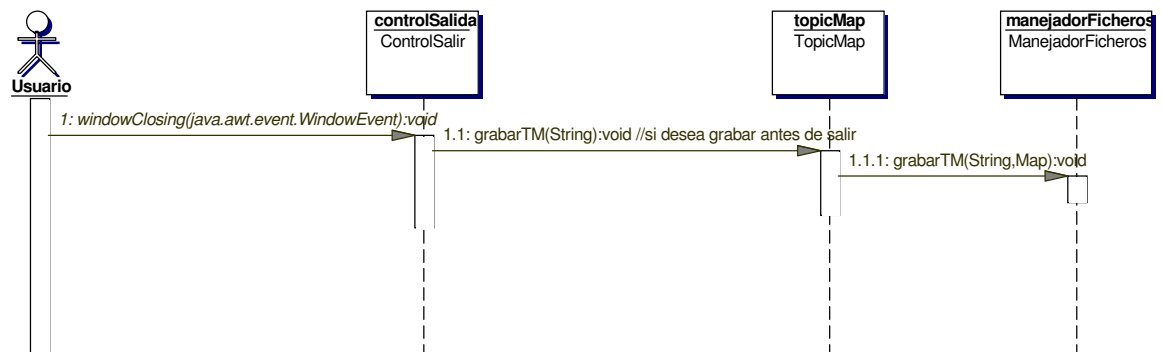 controlSalida
ControlSalir
topicMap
TopicMap
manejadorFicheros
ManejadorFicheros
Usuario
1: windowClosing(java.awt.event.WindowEvent):void
1.1: grabarTM(String):void //si desea grabar antes de salir
1.1.1: grabarTM(String,Map):void